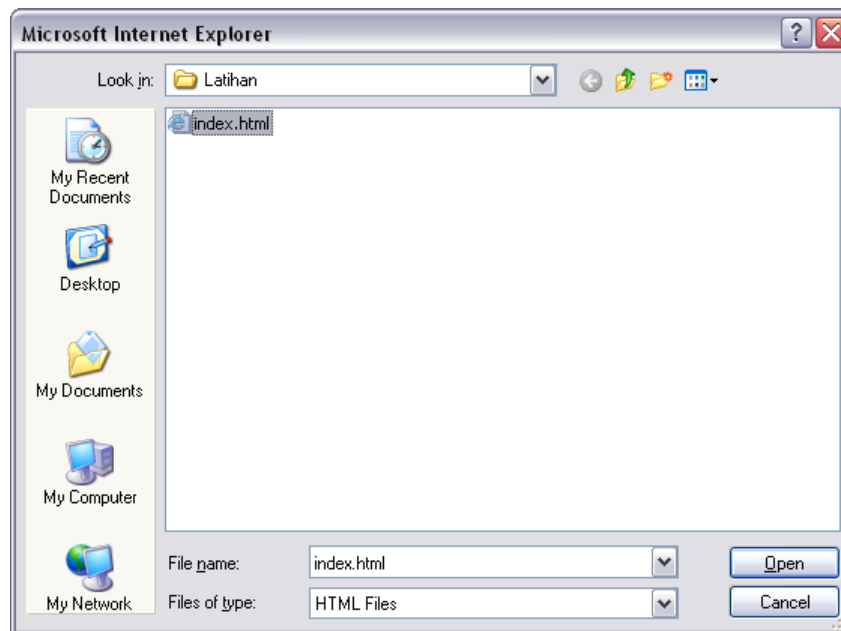 Microsoft Internet Explorer
Look in: Latihan
index.html
My Recent
Documents
Desktop
My Documents
My Computer
My Network
File name: index.html Open
Files of type: HTML Files Cancel